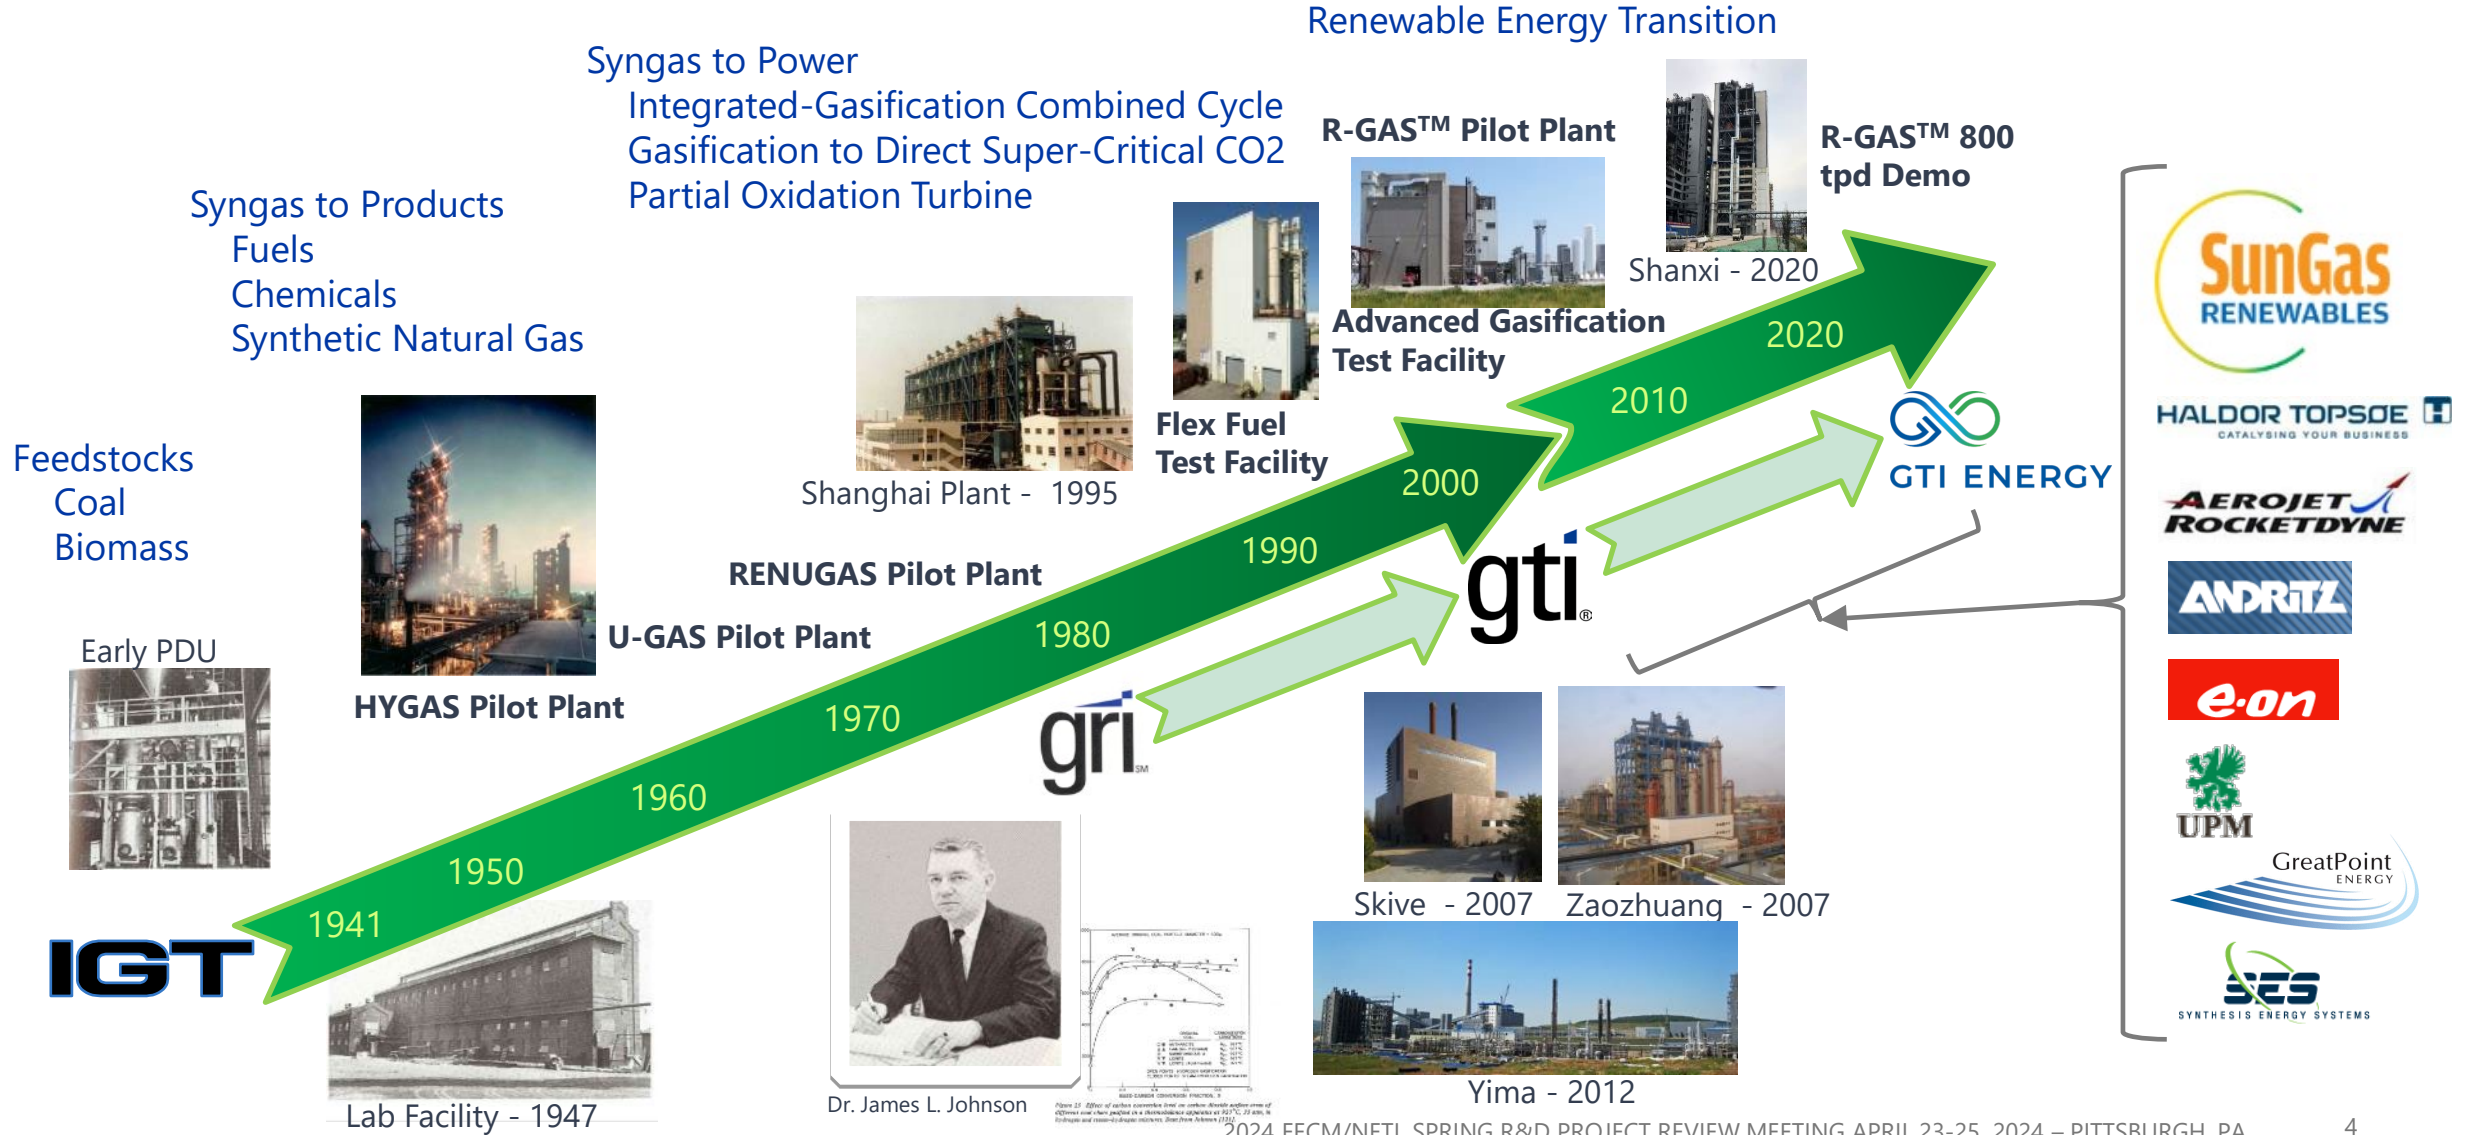 Renewable Energy Transition
Syngas to Power
Integrated-Gasification Combined Cycle
Gasification to Direct Super-Critical CO2
Partial Oxidation Turbine
R-GAS™ Pilot Plant
R-GAS™ 800
tpd Demo
Syngas to Products
Fuels
Chemicals
Synthetic Natural Gas
Shanxi - 2020
Advanced Gasification
Test Facility
Flex Fuel
Test Facility
Shanghai Plant - 1995
Feedstocks
Coal
Biomass
RENUGAS Pilot Plant
U-GAS Pilot Plant
HYGAS Pilot Plant
Early PDU
1941
1950
1960
1970
1980
1990
2000
2010
2020
IGT
gri SM
gti ®
GTI ENERGY
Lab Facility - 1947
Dr. James L. Johnson
Skive - 2007
Zaozhuang - 2007
Yima - 2012
SunGas
RENEWABLES
HALDOR TOPSØE H
CATALYSING YOUR BUSINESS
AEROJET
ROCKETDYNE
ANDRITZ
e·on
UPM
GreatPoint
ENERGY
SES
SYNTHESIS ENERGY SYSTEMS
2024 FECM/NETL SPRING R&D PROJECT REVIEW MEETING APRIL 23-25, 2024 – PITTSBURGH, PA
4